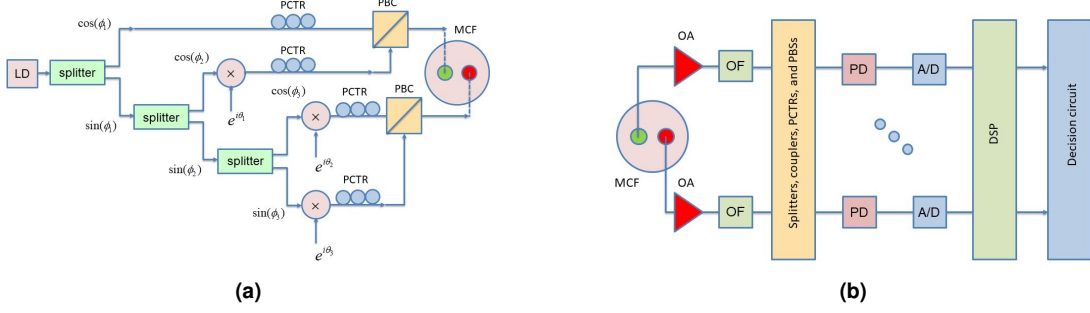 cos(ϕ₁)
PCTR
PBC
MCF
LD
splitter
cos(ϕ₂)
PCTR
×
sin(ϕ₁)
splitter
e^{iθ₁}
cos(ϕ₃)
PCTR
PBC
×
sin(ϕ₂)
splitter
e^{iθ₂}
PCTR
sin(ϕ₃)
×
e^{iθ₃}
(a)
OA
OF
MCF
OA
OF
Splitters, couplers, PCTRs, and PBSs
PD
A/D
PD
A/D
DSP
Decision circuit
(b)